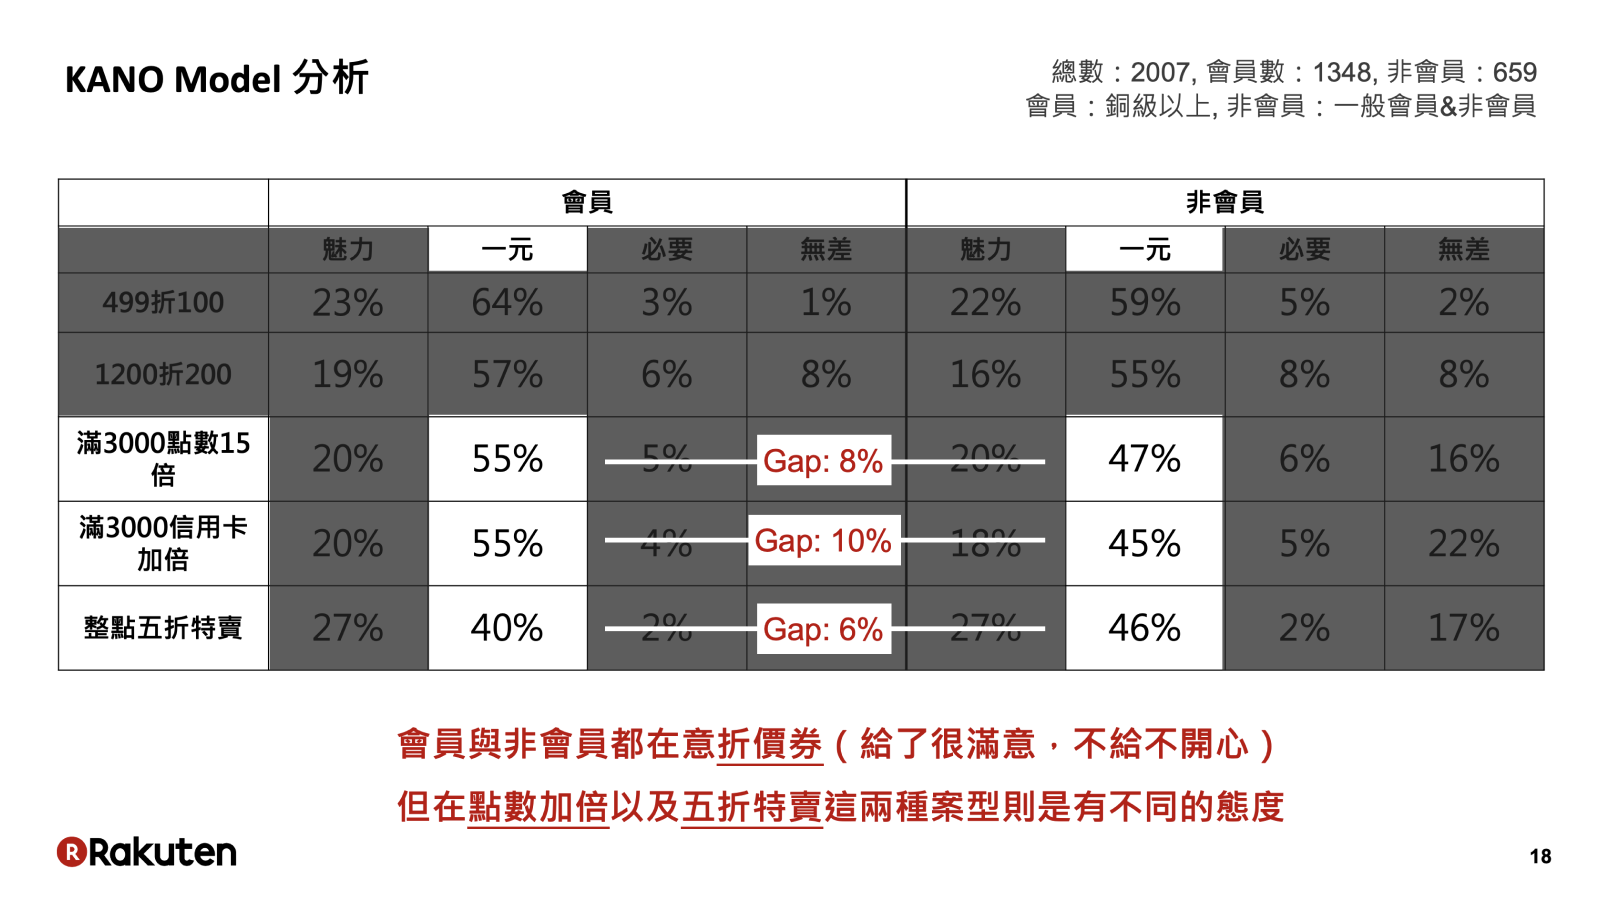 KANO Model 分析
總數：2007, 會員數：1348, 非會員：659
會員：銅級以上, 非會員：一般會員&非會員
會員 非會員
魅力 一元 必要 無差 魅力 一元 必要 無差
499折100 23% 64% 3% 1% 22% 59% 5% 2%
1200折200 19% 57% 6% 8% 16% 55% 8% 8%
滿3000點數15
倍 20% 55% 5% Gap: 8% 20% 47% 6% 16%
滿3000信用卡
加倍 20% 55% 4% Gap: 10% 18% 45% 5% 22%
整點五折特賣 27% 40% 2% Gap: 6% 27% 46% 2% 17%
會員與非會員都在意折價券（給了很滿意，不給不開心）
但在點數加倍以及五折特賣這兩種案型則是有不同的態度
R Rakuten
18